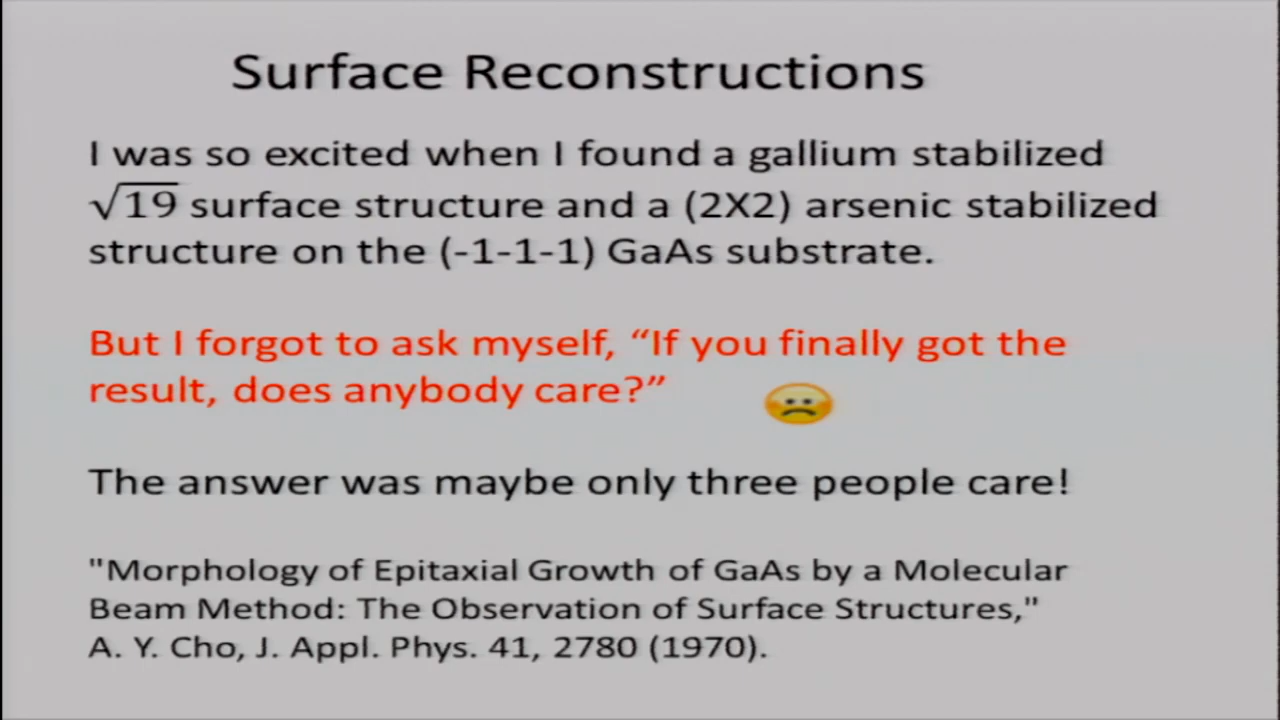 Surface Reconstructions
I was so excited when I found a gallium stabilized
√19 surface structure and a (2X2) arsenic stabilized
structure on the (-1-1-1) GaAs substrate.
But I forgot to ask myself, “If you finally got the
result, does anybody care?”
The answer was maybe only three people care!
"Morphology of Epitaxial Growth of GaAs by a Molecular
Beam Method: The Observation of Surface Structures,"
A. Y. Cho, J. Appl. Phys. 41, 2780 (1970).